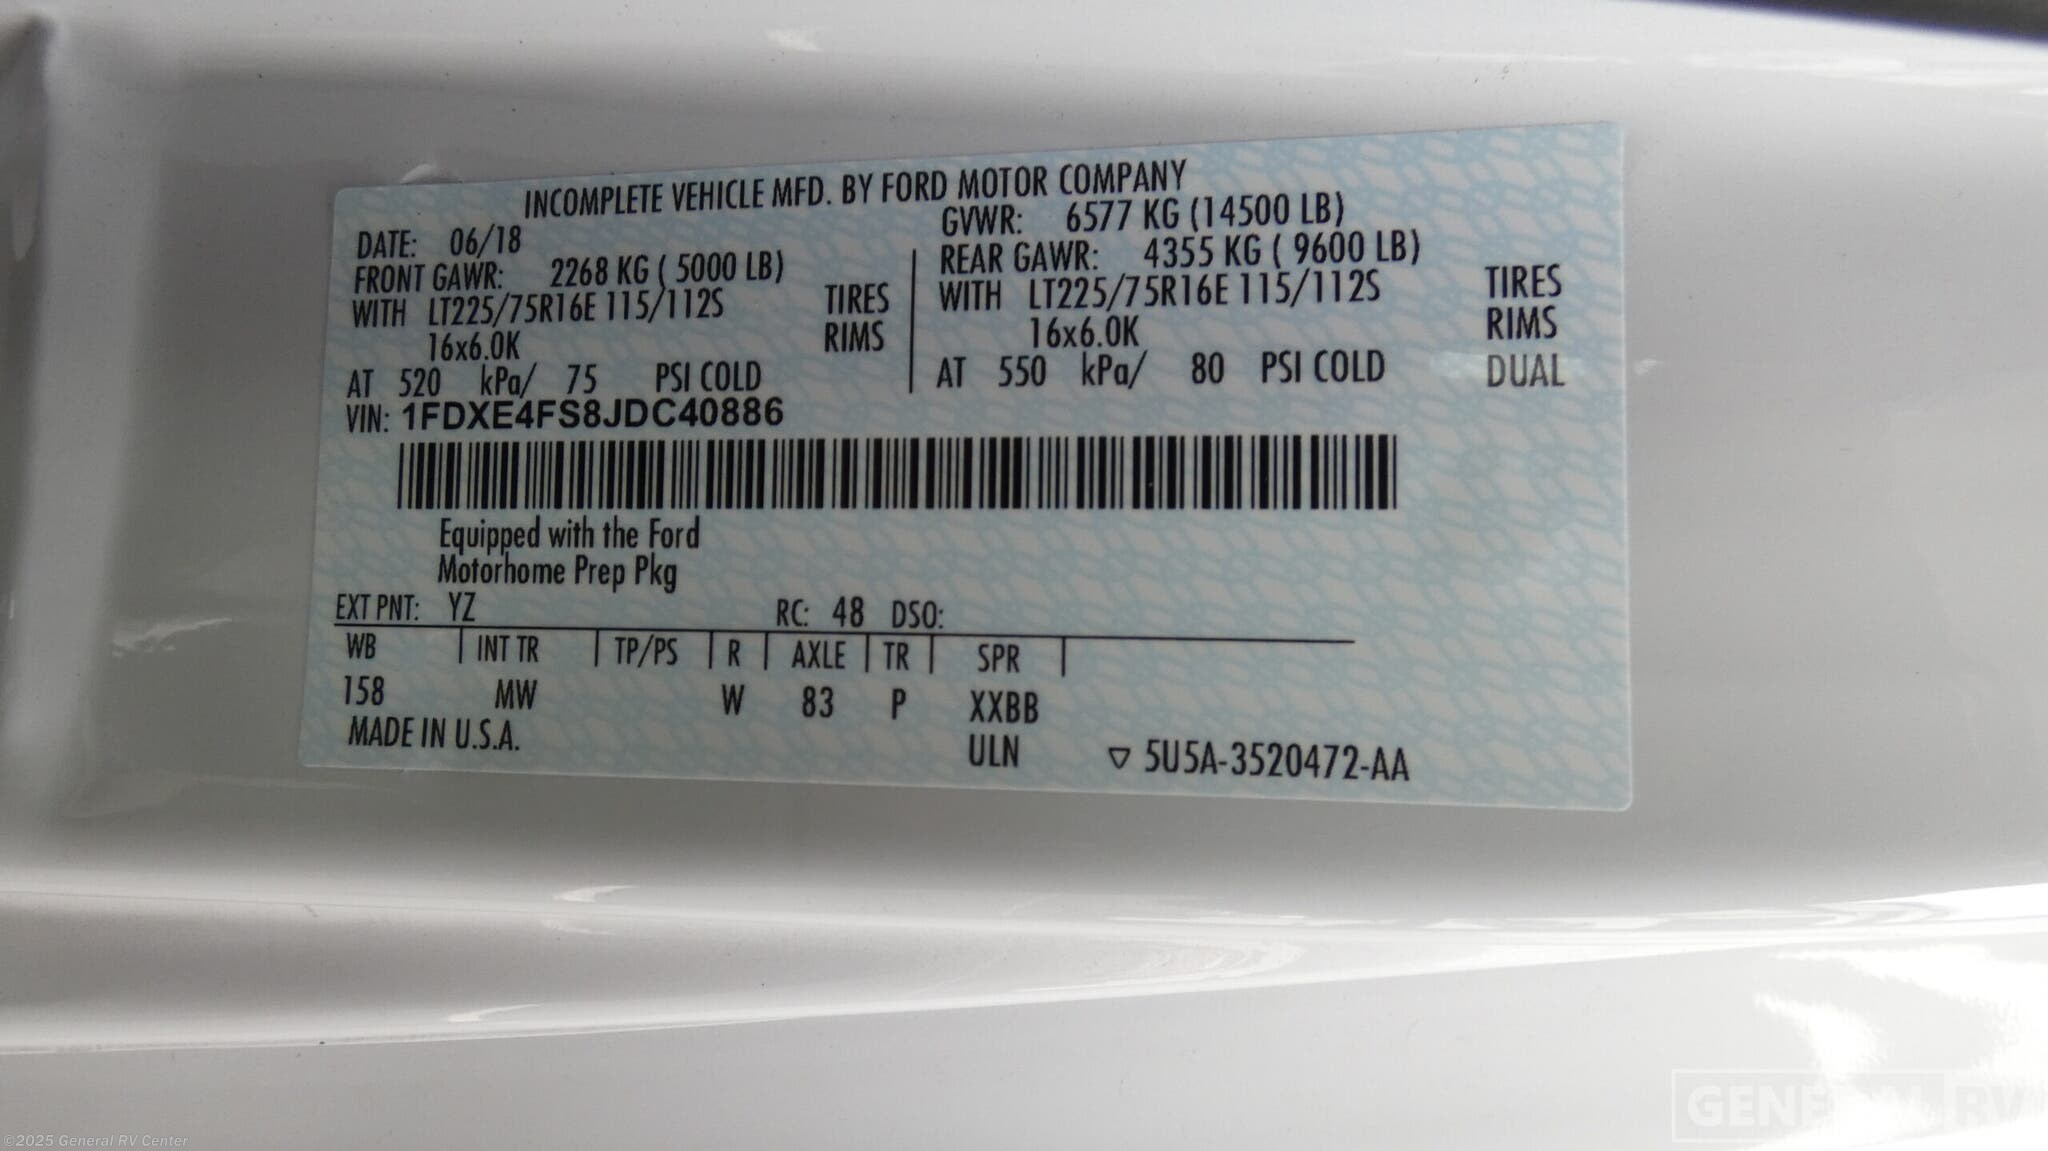 INCOMPLETE VEHICLE MFD. BY FORD MOTOR COMPANY
DATE: 06/18 GVWR: 6577 KG (14500 LB)
FRONT GAWR: 2268 KG ( 5000 LB) REAR GAWR: 4355 KG ( 9600 LB)
WITH LT225/75R16E 115/112S TIRES WITH LT225/75R16E 115/112S TIRES
16x6.0K RIMS 16x6.0K RIMS
AT 520 kPa/ 75 PSI COLD AT 550 kPa/ 80 PSI COLD DUAL
VIN: 1FDXE4FS8JDC40886
Equipped with the Ford
Motorhome Prep Pkg
EXT PNT: YZ RC: 48 DSO:
WB INT TR TP/PS R AXLE TR SPR
158 MW W 83 P XXBB
MADE IN U.S.A. ULN ▽ 5U5A-3520472-AA
GENERAL RV
©2025 General RV Center